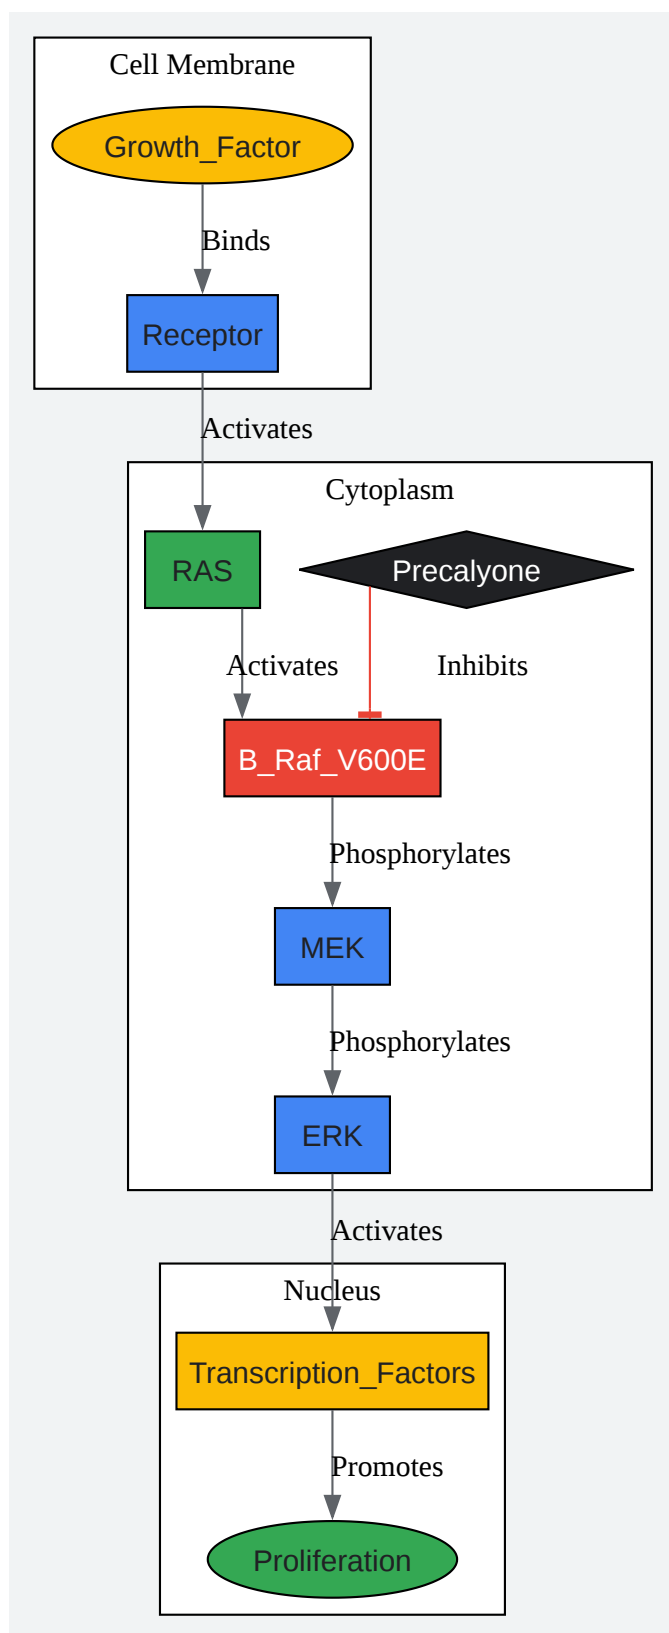 Cell Membrane
Growth_Factor
Binds
Receptor
Activates
Cytoplasm
RAS
Precalyone
Activates
Inhibits
B_Raf_V600E
Phosphorylates
MEK
Phosphorylates
ERK
Activates
Nucleus
Transcription_Factors
Promotes
Proliferation